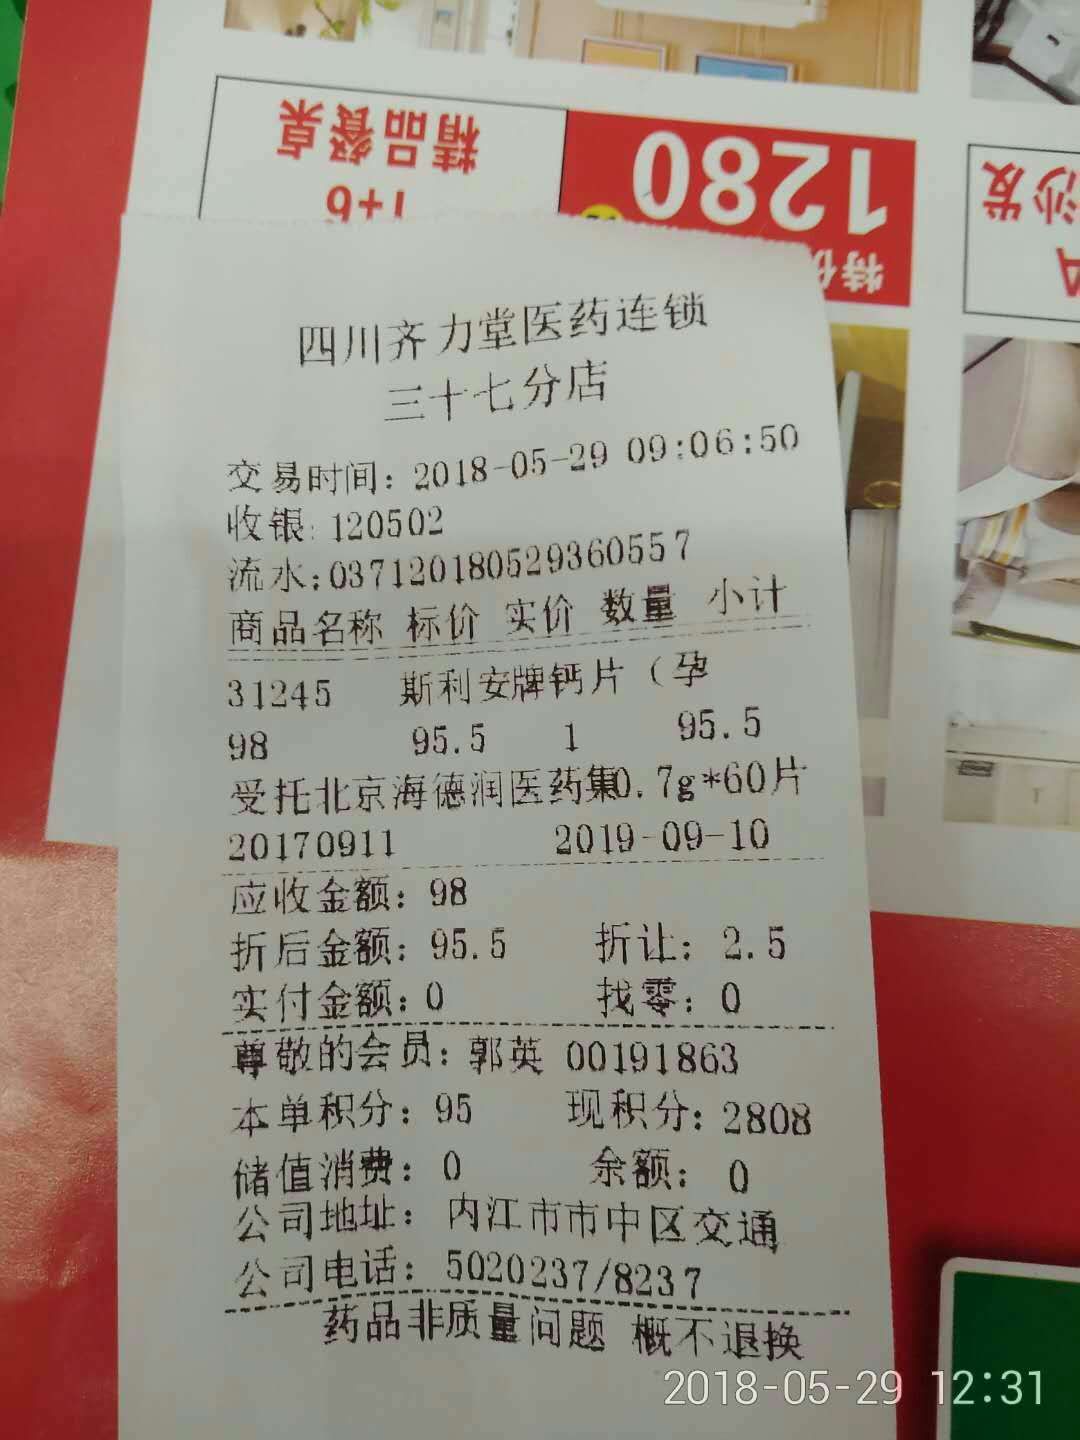 精品餐桌
1+6
1280
特价
沙发
A
四川齐力堂医药连锁
三十七分店
交易时间：2018-05-29 09:06:50
收银：120502
流水：037120180529360557
商品名称 标价 实价 数量 小计
31245 斯利安牌钙片（孕
98 95.5 1 95.5
受托北京海德润医药集0.7g*60片
20170911 2019-09-10
应收金额：98
折后金额：95.5 折让：2.5
实付金额：0 找零：0
尊敬的会员：郭英 00191863
本单积分：95 现积分：2808
储值消费：0 余额：0
公司地址：内江市市中区交通
公司电话：5020237/8237
药品非质量问题 概不退换
2018-05-29 12:31